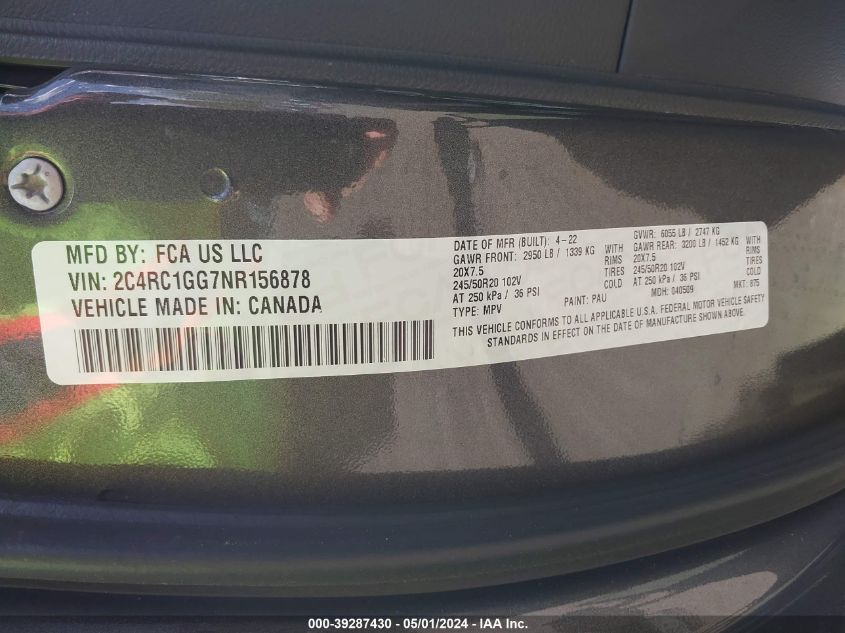 MFD BY: FCA US LLC
VIN: 2C4RC1GG7NR156878
VEHICLE MADE IN: CANADA
DATE OF MFR (BUILT): 4-22
GAWR FRONT: 2950 LB / 1339 KG WITH
20X7.5 RIMS
245/50R20 102V TIRES
AT 250 kPa / 36 PSI COLD
TYPE: MPV PAINT: PAU
GVWR: 6055 LB / 2747 KG
GAWR REAR: 3200 LB / 1452 KG WITH
20X7.5 RIMS
245/50R20 102V TIRES
AT 250 kPa / 36 PSI COLD
MDH: 040509 MKT: 875
THIS VEHICLE CONFORMS TO ALL APPLICABLE U.S.A. FEDERAL MOTOR VEHICLE SAFETY
STANDARDS IN EFFECT ON THE DATE OF MANUFACTURE SHOWN ABOVE.
000-39287430 - 05/01/2024 - IAA Inc.